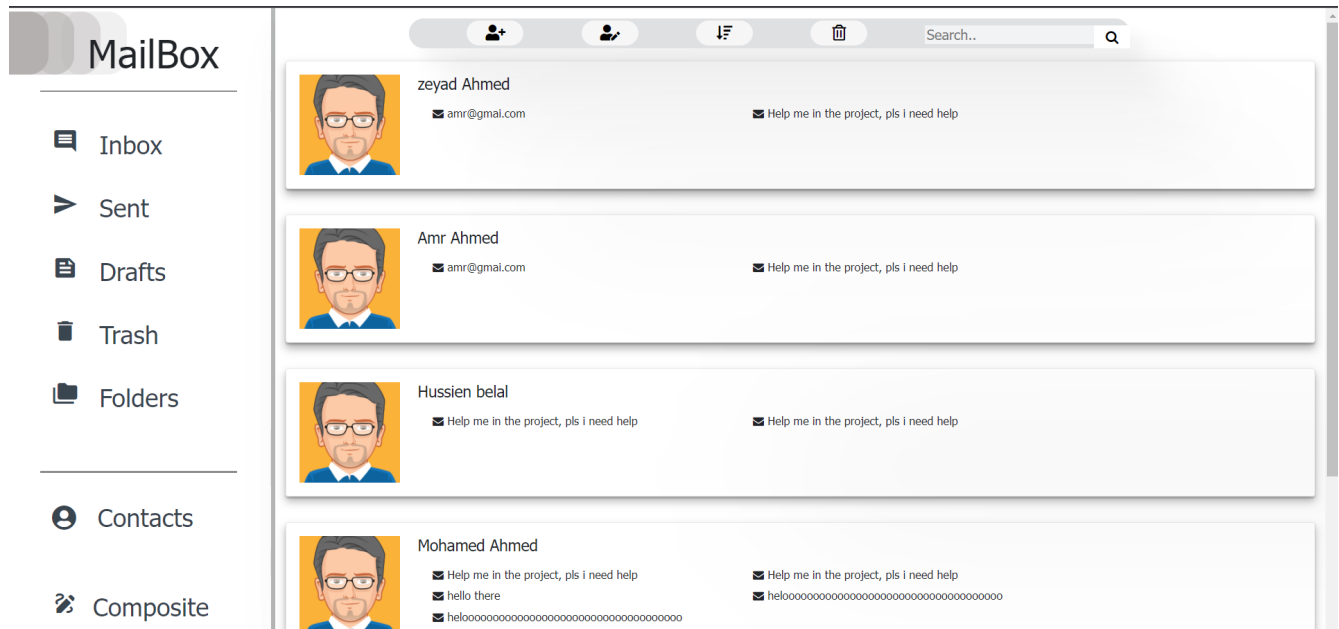 MailBox
Inbox
Sent
Drafts
Trash
Folders
Contacts
Composite
Search..
zeyad Ahmed
amr@gmai.com
Help me in the project, pls i need help
Amr Ahmed
amr@gmai.com
Help me in the project, pls i need help
Hussien belal
Help me in the project, pls i need help
Help me in the project, pls i need help
Mohamed Ahmed
Help me in the project, pls i need help
Help me in the project, pls i need help
hello there
helooooooooooooooooooooooooooooooooooooo
helooooooooooooooooooooooooooooooooooooo